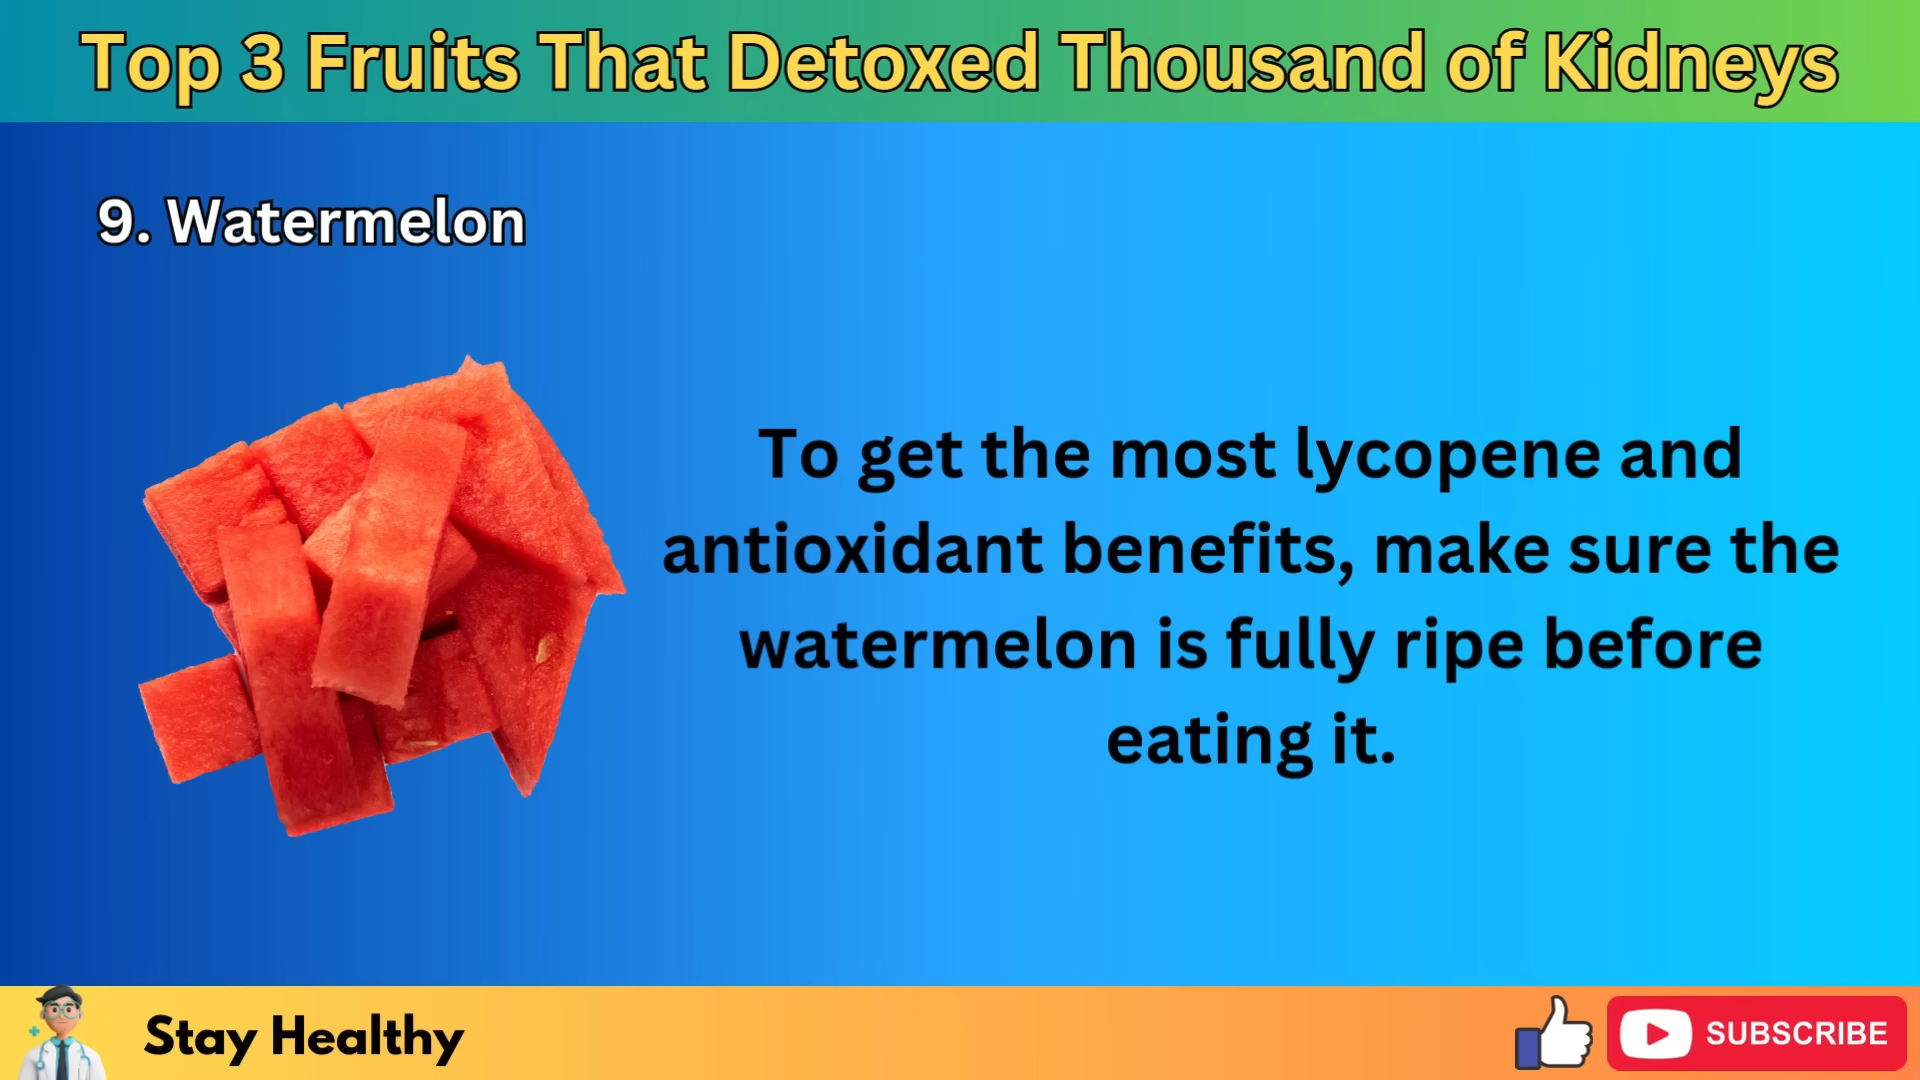 Top 3 Fruits That Detoxed Thousand of Kidneys
9. Watermelon
To get the most lycopene and
antioxidant benefits, make sure the
watermelon is fully ripe before
eating it.
Stay Healthy
SUBSCRIBE